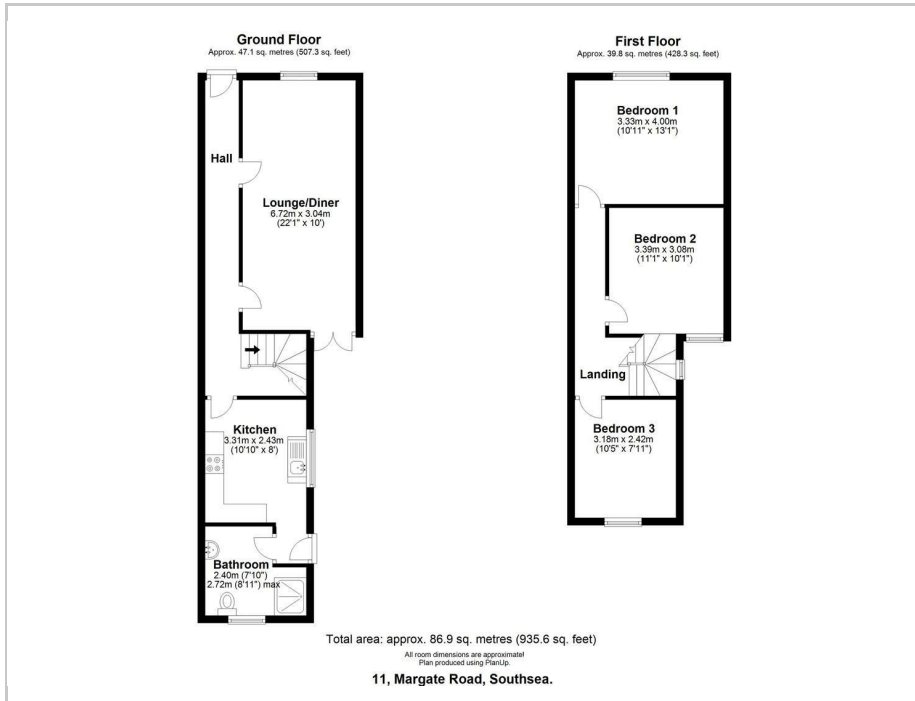 Ground Floor
Approx. 47.1 sq. metres (507.3 sq. feet)
Hall
Lounge/Diner
6.72m x 3.04m
(22'1" x 10')
Kitchen
3.31m x 2.43m
(10'10" x 8')
Bathroom
2.40m (7'10")
2.72m (8'11") max
First Floor
Approx. 39.8 sq. metres (428.3 sq. feet)
Bedroom 1
3.33m x 4.00m
(10'11" x 13'1")
Bedroom 2
3.39m x 3.08m
(11'1" x 10'1")
Landing
Bedroom 3
3.18m x 2.42m
(10'5" x 7'11")
Total area: approx. 86.9 sq. metres (935.6 sq. feet)
All room dimensions are approximate!
Plan produced using PlanUp.
11, Margate Road, Southsea.